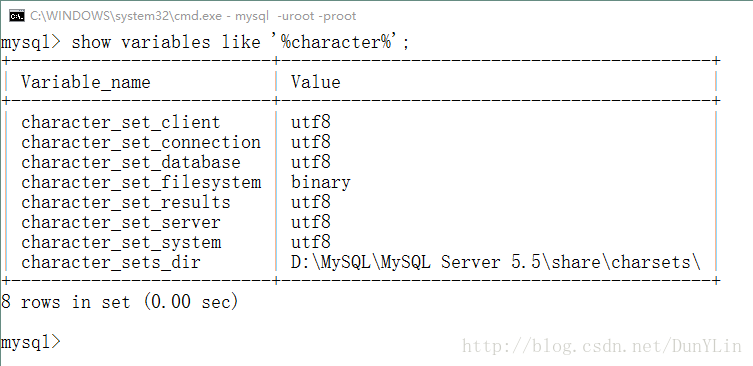 C:\WINDOWS\system32\cmd.exe - mysql -uroot -proot
mysql> show variables like '%character%';
+--------------------------+-------------------------------------------+
| Variable_name            | Value                                     |
+--------------------------+-------------------------------------------+
| character_set_client     | utf8                                      |
| character_set_connection | utf8                                      |
| character_set_database   | utf8                                      |
| character_set_filesystem | binary                                    |
| character_set_results    | utf8                                      |
| character_set_server     | utf8                                      |
| character_set_system     | utf8                                      |
| character_sets_dir       | D:\MySQL\MySQL Server 5.5\share\charsets\ |
+--------------------------+-------------------------------------------+
8 rows in set (0.00 sec)
mysql>
http://blog.csdn.net/DunYLin